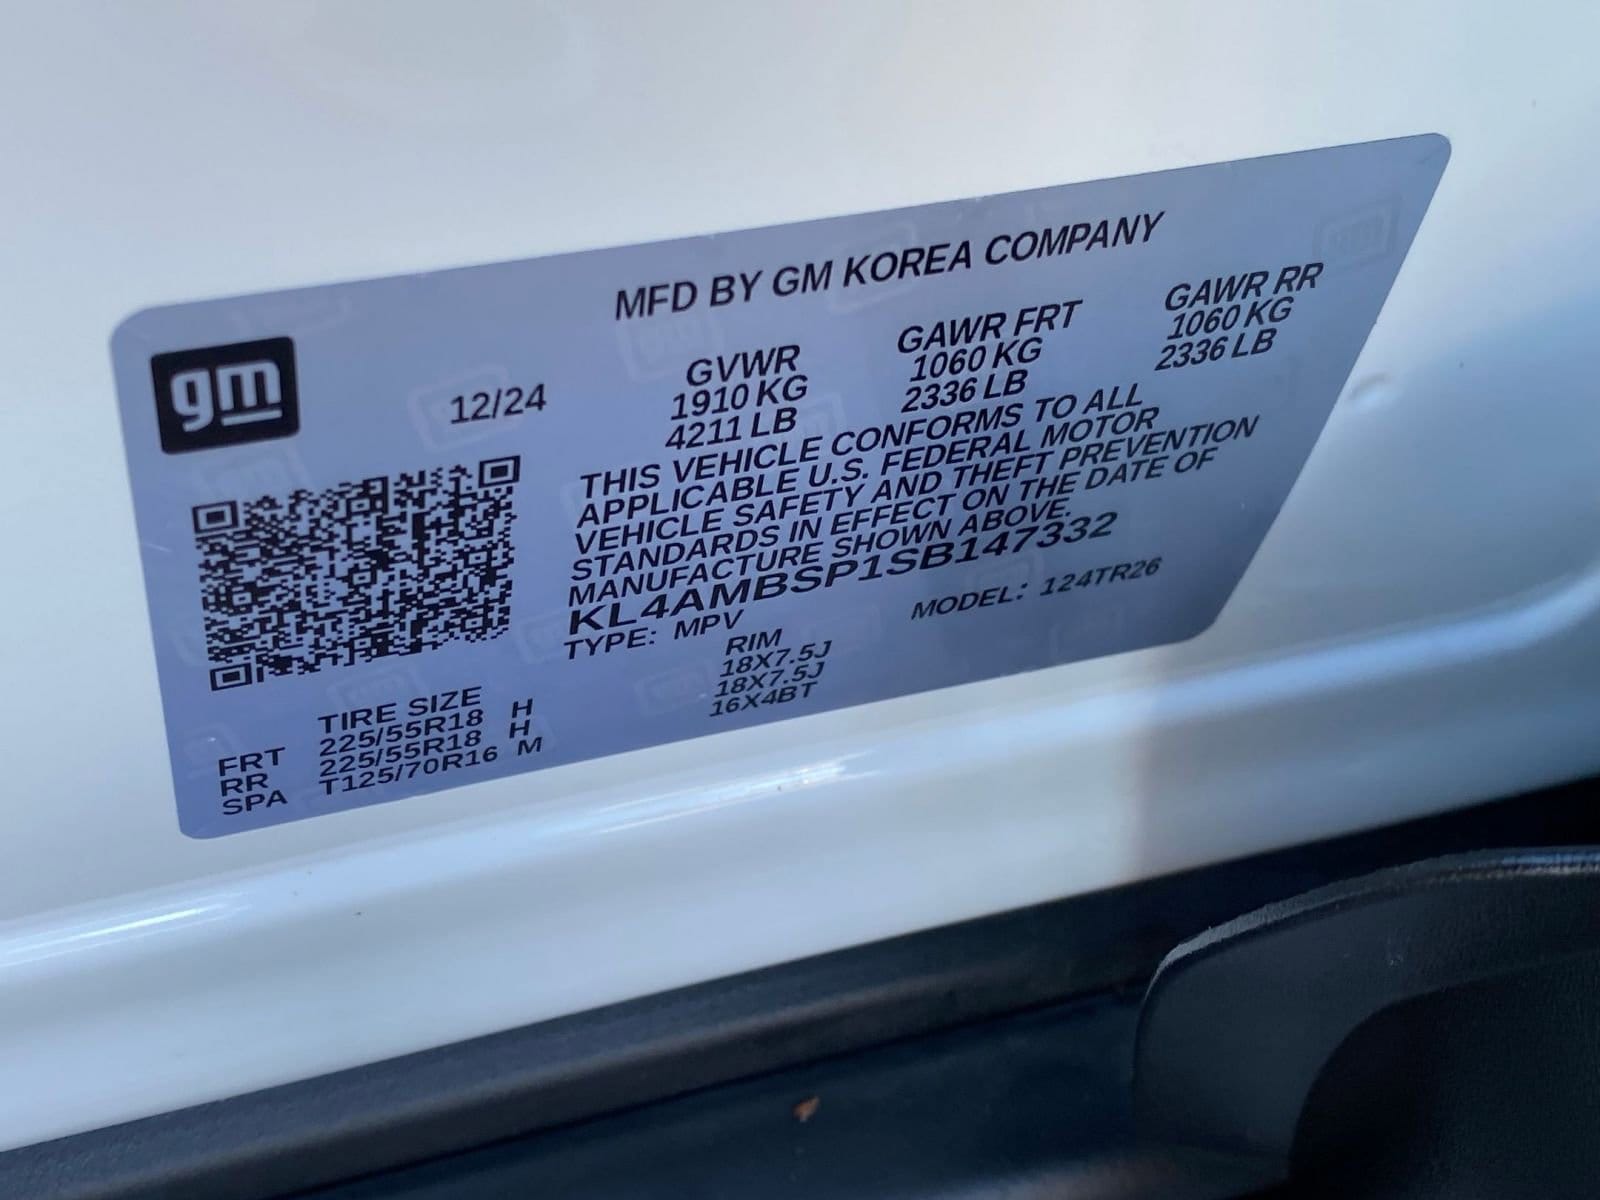 MFD BY GM KOREA COMPANY
gm
12/24
GVWR GAWR FRT GAWR RR
1910 KG 1060 KG 1060 KG
4211 LB 2336 LB 2336 LB
THIS VEHICLE CONFORMS TO ALL
APPLICABLE U.S. FEDERAL MOTOR
VEHICLE SAFETY AND THEFT PREVENTION
STANDARDS IN EFFECT ON THE DATE OF
MANUFACTURE SHOWN ABOVE.
KL4AMBSP1SB147332
TYPE: MPV MODEL: 124TR26
TIRE SIZE RIM
FRT 225/55R18 H 18X7.5J
RR 225/55R18 H 18X7.5J
SPA T125/70R16 M 16X4BT